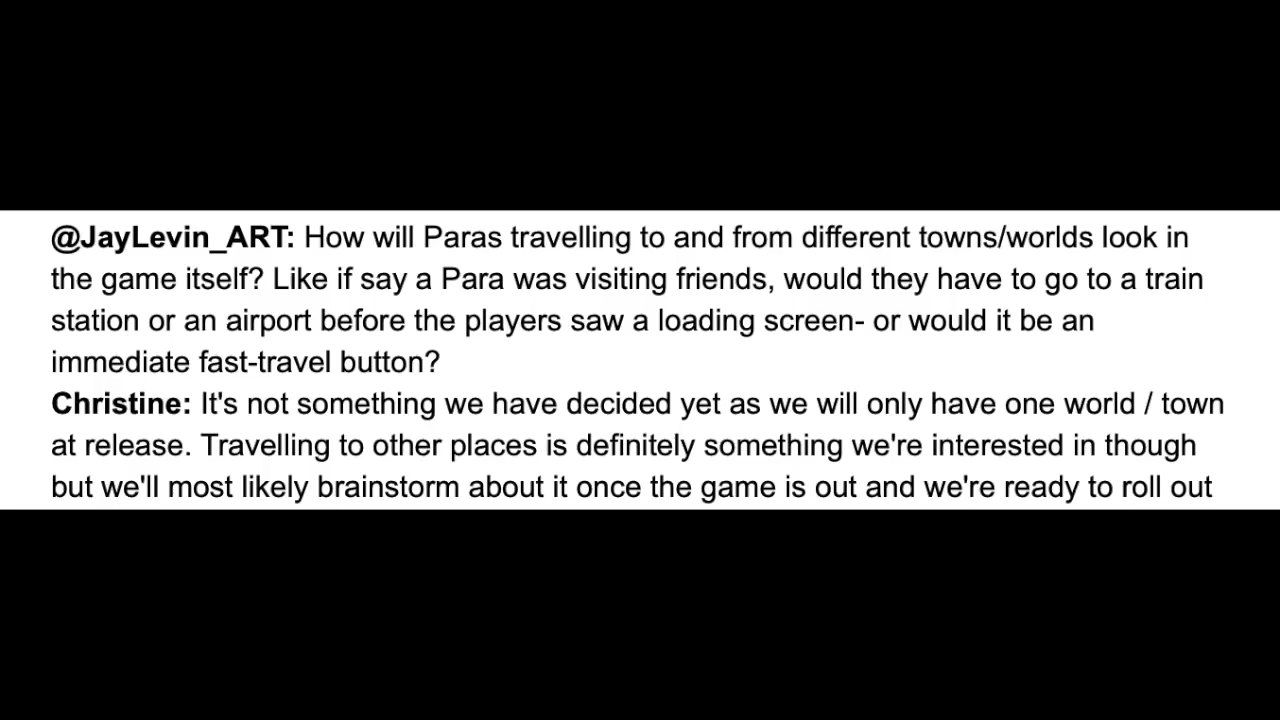 @JayLevin_ART: How will Paras travelling to and from different towns/worlds look in
the game itself? Like if say a Para was visiting friends, would they have to go to a train
station or an airport before the players saw a loading screen- or would it be an
immediate fast-travel button?
Christine: It's not something we have decided yet as we will only have one world / town
at release. Travelling to other places is definitely something we're interested in though
but we'll most likely brainstorm about it once the game is out and we're ready to roll out